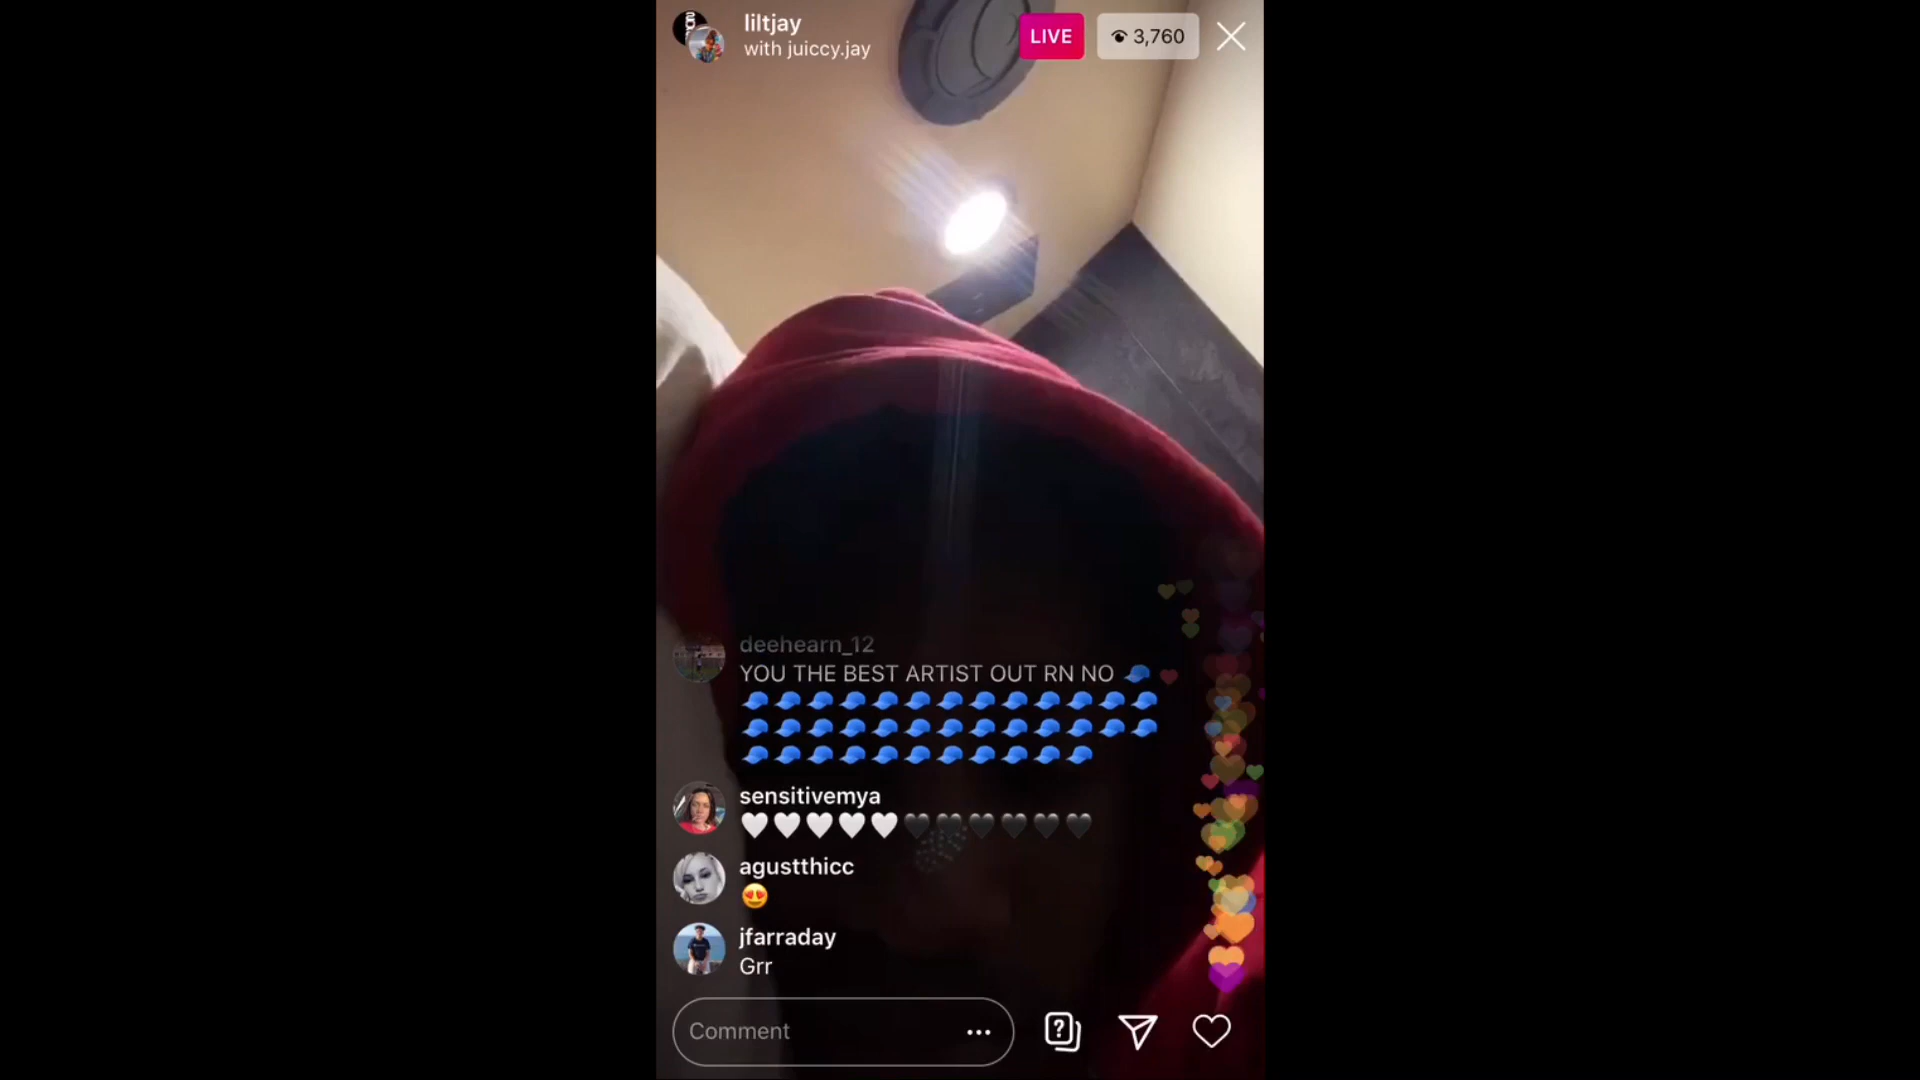 liltjay
with juiccy.jay
LIVE
3,760
deehearn_12
YOU THE BEST ARTIST OUT RN NO 🧢
🧢🧢🧢🧢🧢🧢🧢🧢🧢🧢🧢🧢🧢
🧢🧢🧢🧢🧢🧢🧢🧢🧢🧢🧢🧢🧢
🧢🧢🧢🧢🧢🧢🧢🧢🧢🧢🧢
sensitivemya
🤍🤍🤍🤍🤍🖤🖤🖤🖤🖤🖤
agustthicc
😍
jfarraday
Grr
Comment